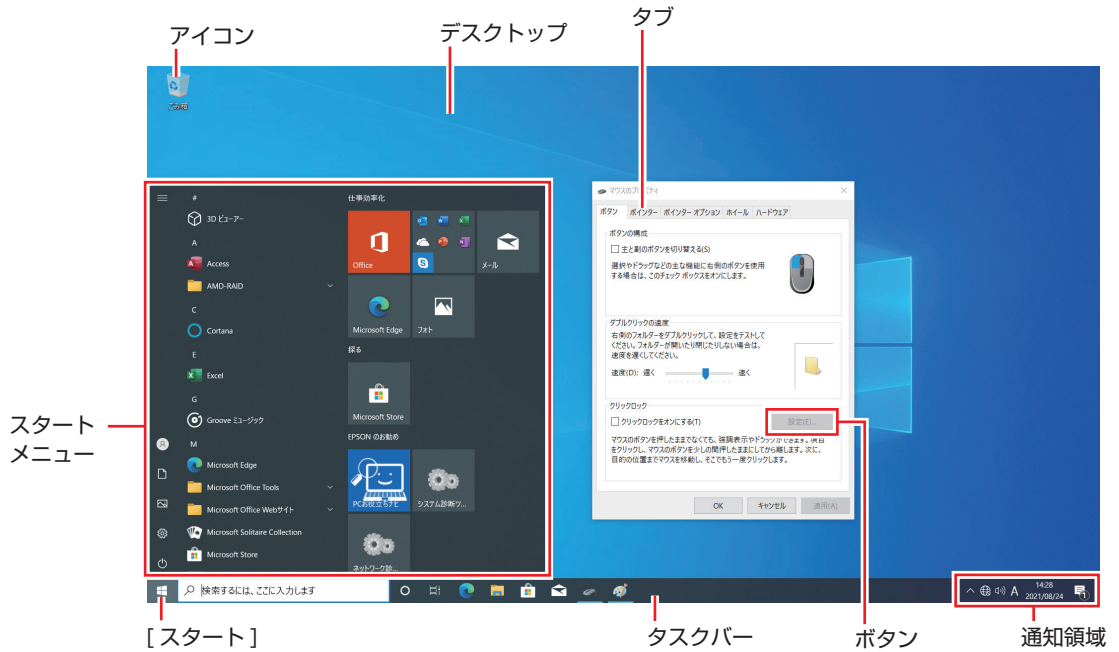 アイコン
デスクトップ
タブ
ごみ箱
スタート
メニュー
#
3D ビューアー
A
Access
AMD-RAID
C
Cortana
E
Excel
G
Groove ミュージック
M
Microsoft Edge
Microsoft Office Tools
Microsoft Office Webサイト
Microsoft Solitaire Collection
Microsoft Store
仕事効率化
Office
メール
Microsoft Edge
フォト
探る
Microsoft Store
EPSON のお勧め
PCお役立ちナビ
システム診断ツ...
ネットワーク診...
マウスのプロパティ
ボタン ポインター ポインター オプション ホイール ハードウェア
ボタンの構成
主と副のボタンを切り替える(S)
選択やドラッグなどの主な機能に右側のボタンを使用
する場合は、このチェック ボックスをオンにします。
ダブルクリックの速度
右側のフォルダーをダブルクリックして、設定をテストして
ください。フォルダーが開いたり閉じたりしない場合は、
速度を遅くしてください。
速度(D): 遅く 速く
クリックロック
クリックロックをオンにする(T)
設定(E)...
マウスのボタンを押したままでなくても、強調表示やドラッグができます。項目
をクリックし、マウスのボタンを少しの間押したままにしてから離します。次に、
目的の位置までマウスを移動し、そこでもう一度クリックします。
OK キャンセル 適用(A)
検索するには、ここに入力します
A
14:28
2021/08/24
1
[スタート]
タスクバー
ボタン
通知領域